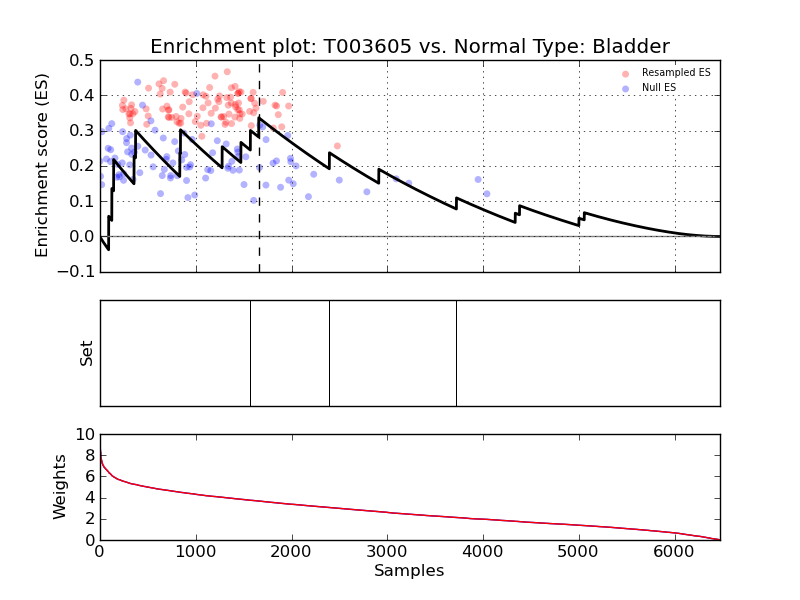 Enrichment plot: T003605 vs. Normal Type: Bladder
Enrichment score (ES)
0.5
0.4
0.3
0.2
0.1
0.0
−0.1
Resampled ES
Null ES
Set
Weights
10
8
6
4
2
0
0 1000 2000 3000 4000 5000 6000
Samples